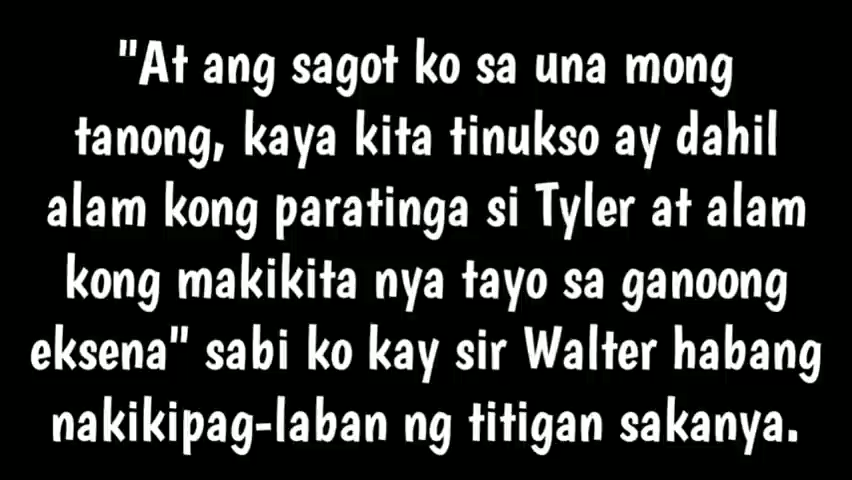 "At ang sagot ko sa una mong
tanong, kaya kita tinukso ay dahil
alam kong paratinga si Tyler at alam
kong makikita nya tayo sa ganoong
eksena" sabi ko kay sir Walter habang
nakikipag-laban ng titigan sakanya.